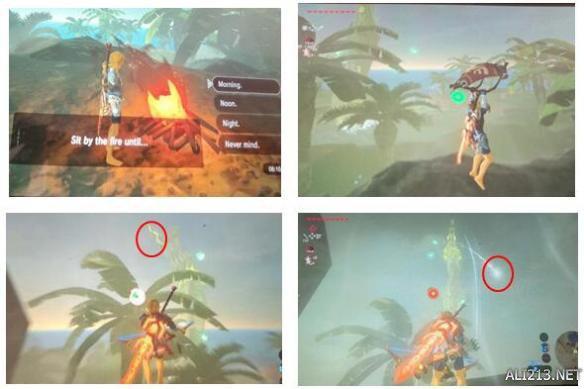 Morning.
Noon.
Night.
Never mind.
Sit by the fire until...
ALI213.NET